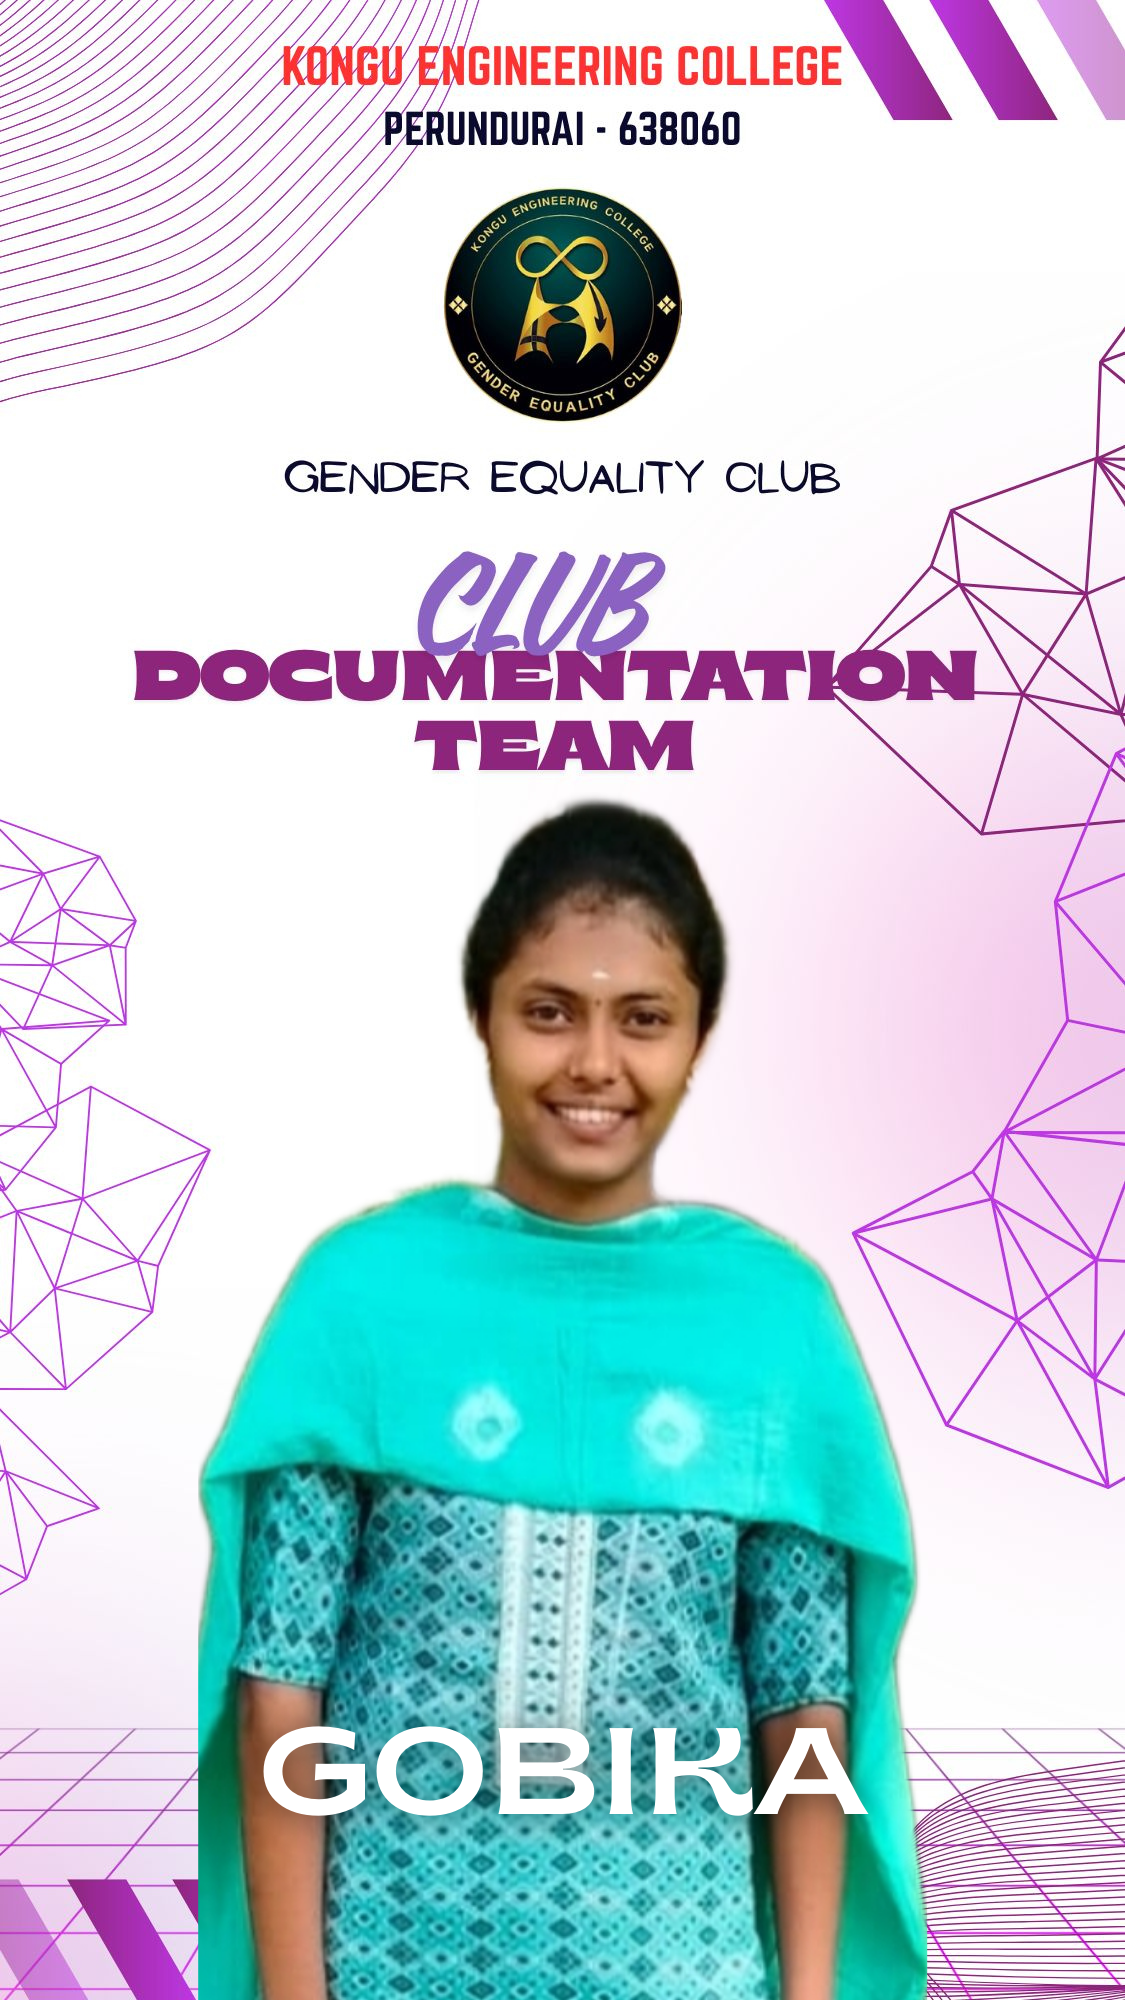 KONGU ENGINEERING COLLEGE
PERUNDURAI - 638060
KONGU ENGINEERING COLLEGE
GENDER EQUALITY CLUB
GENDER EQUALITY CLUB
CLUB
DOCUMENTATION
TEAM
GOBIKA